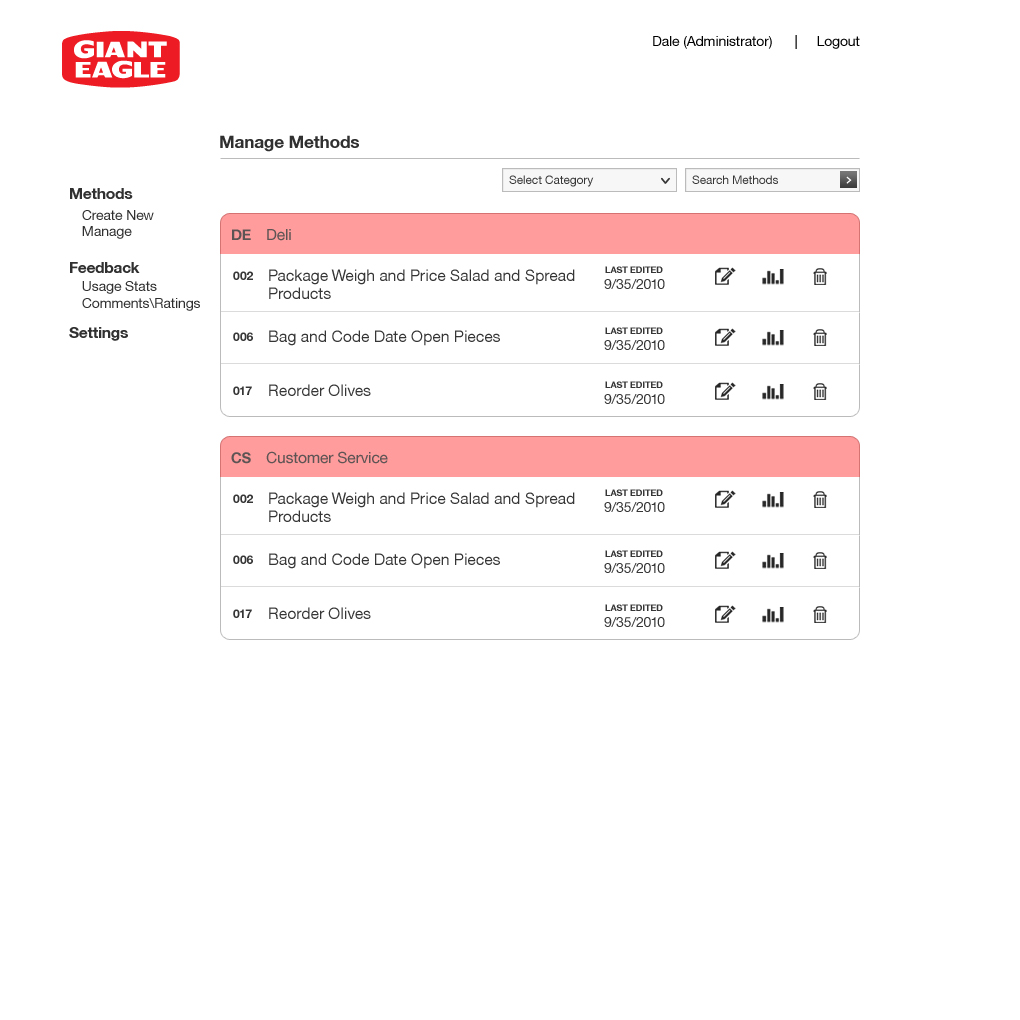 GIANT
EAGLE
Dale (Administrator) | Logout
Manage Methods
Select Category
Search Methods
Methods
Create New
Manage
Feedback
Usage Stats
Comments\Ratings
Settings
DE Deli
002 Package Weigh and Price Salad and Spread
Products
LAST EDITED
9/35/2010
006 Bag and Code Date Open Pieces
LAST EDITED
9/35/2010
017 Reorder Olives
LAST EDITED
9/35/2010
CS Customer Service
002 Package Weigh and Price Salad and Spread
Products
LAST EDITED
9/35/2010
006 Bag and Code Date Open Pieces
LAST EDITED
9/35/2010
017 Reorder Olives
LAST EDITED
9/35/2010